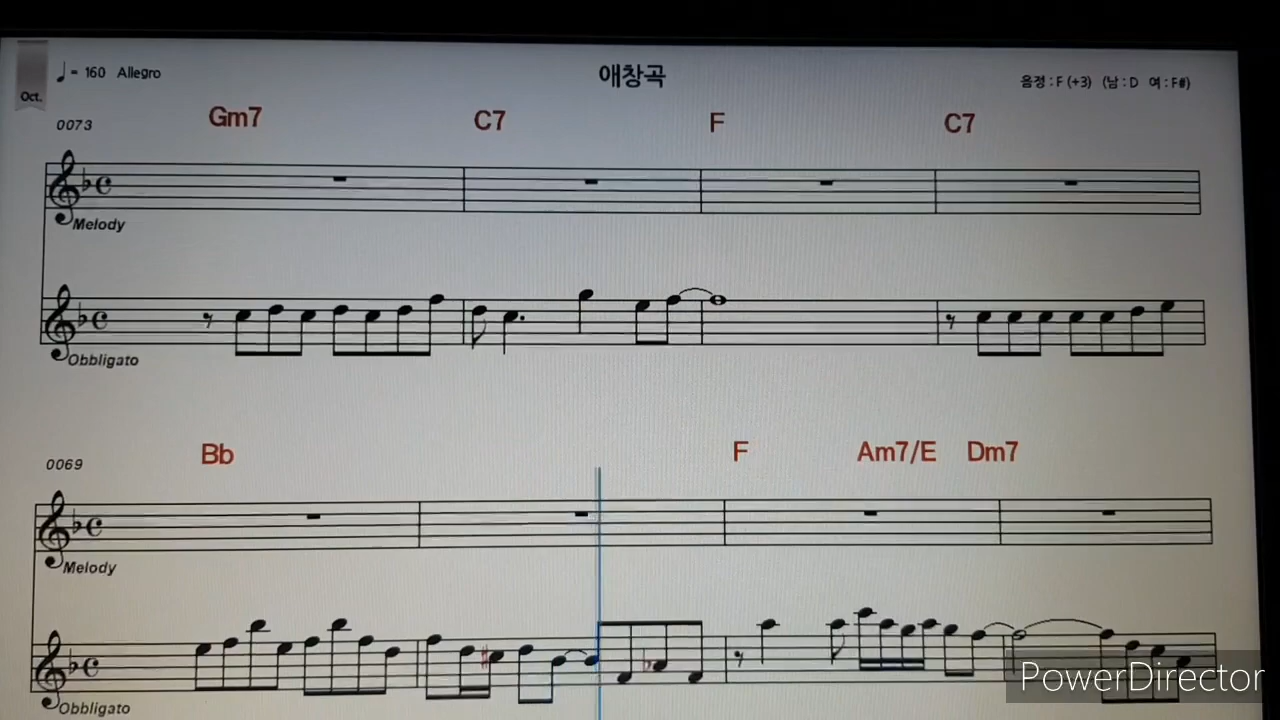 ♩= 160 Allegro
애창곡
음정 : F (+3) (남 : D 여 : F#)
Oct.
0073
Gm7 C7 F C7
Melody
Obbligato
0069
Bb F Am7/E Dm7
Melody
Obbligato
PowerDirector